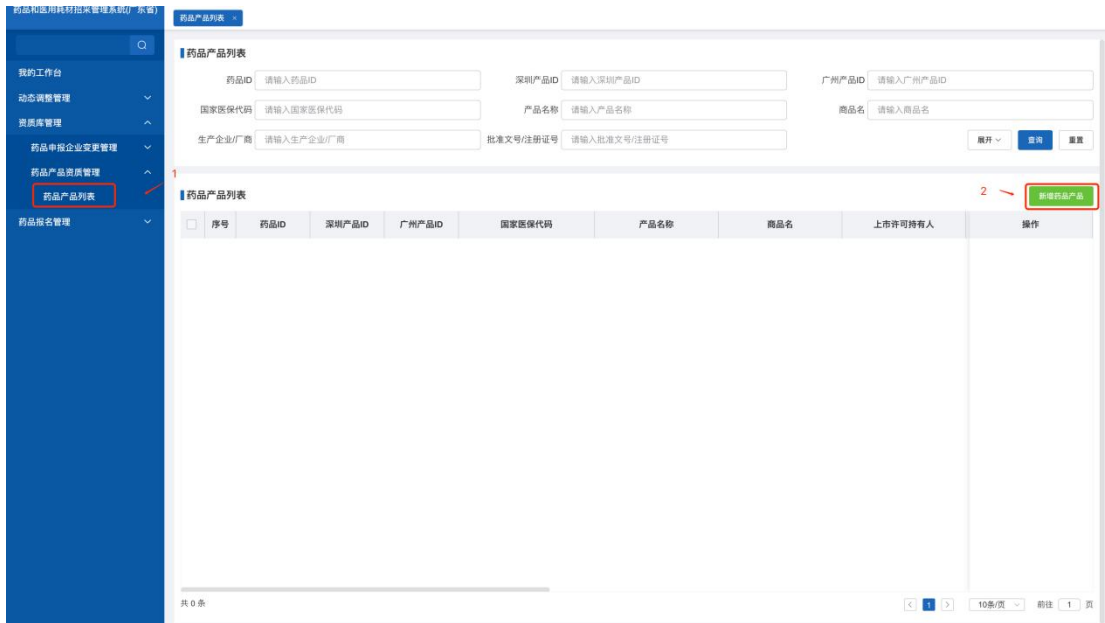 药品和医用耗材招采管理系统(广东省)
药品产品列表 ×
我的工作台
动态调整管理
资质库管理
药品申报企业变更管理
药品产品资质管理
1
药品产品列表
药品报名管理
药品产品列表
药品ID 请输入药品ID 深圳产品ID 请输入深圳产品ID 广州产品ID 请输入广州产品ID
国家医保代码 请输入国家医保代码 产品名称 请输入产品名称 商品名 请输入商品名
生产企业/厂商 请输入生产企业/厂商 批准文号/注册证号 请输入批准文号/注册证号 展开 查询 重置
药品产品列表 2 新增药品产品
序号 药品ID 深圳产品ID 广州产品ID 国家医保代码 产品名称 商品名 上市许可持有人 操作
共 0 条 < 1 > 10条/页 前往 1 页